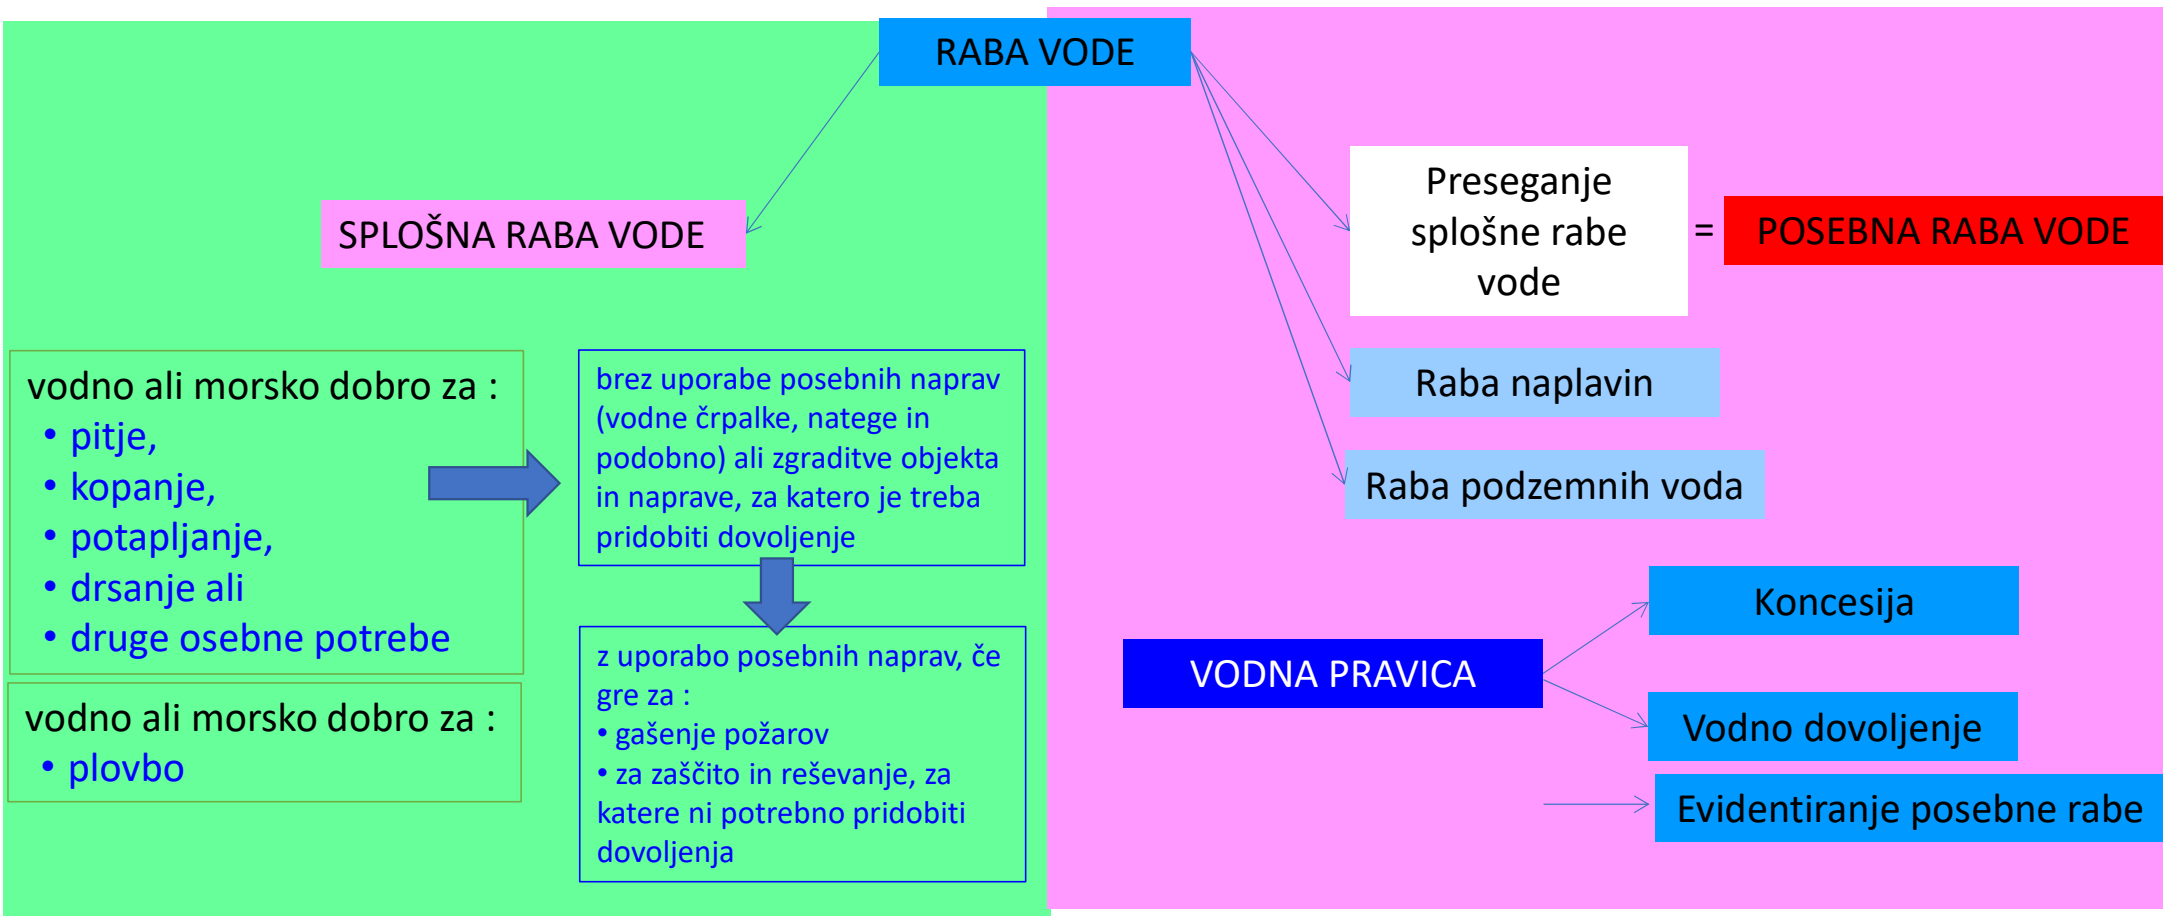 RABA VODE
SPLOŠNA RABA VODE
vodno ali morsko dobro za :
• pitje,
• kopanje,
• potapljanje,
• drsanje ali
• druge osebne potrebe
vodno ali morsko dobro za :
• plovbo
brez uporabe posebnih naprav
(vodne črpalke, natege in
podobno) ali zgraditve objekta
in naprave, za katero je treba
pridobiti dovoljenje
z uporabo posebnih naprav, če
gre za :
• gašenje požarov
• za zaščito in reševanje, za
katere ni potrebno pridobiti
dovoljenja
Preseganje
splošne rabe
vode
= POSEBNA RABA VODE
Raba naplavin
Raba podzemnih voda
VODNA PRAVICA
Koncesija
Vodno dovoljenje
Evidentiranje posebne rabe